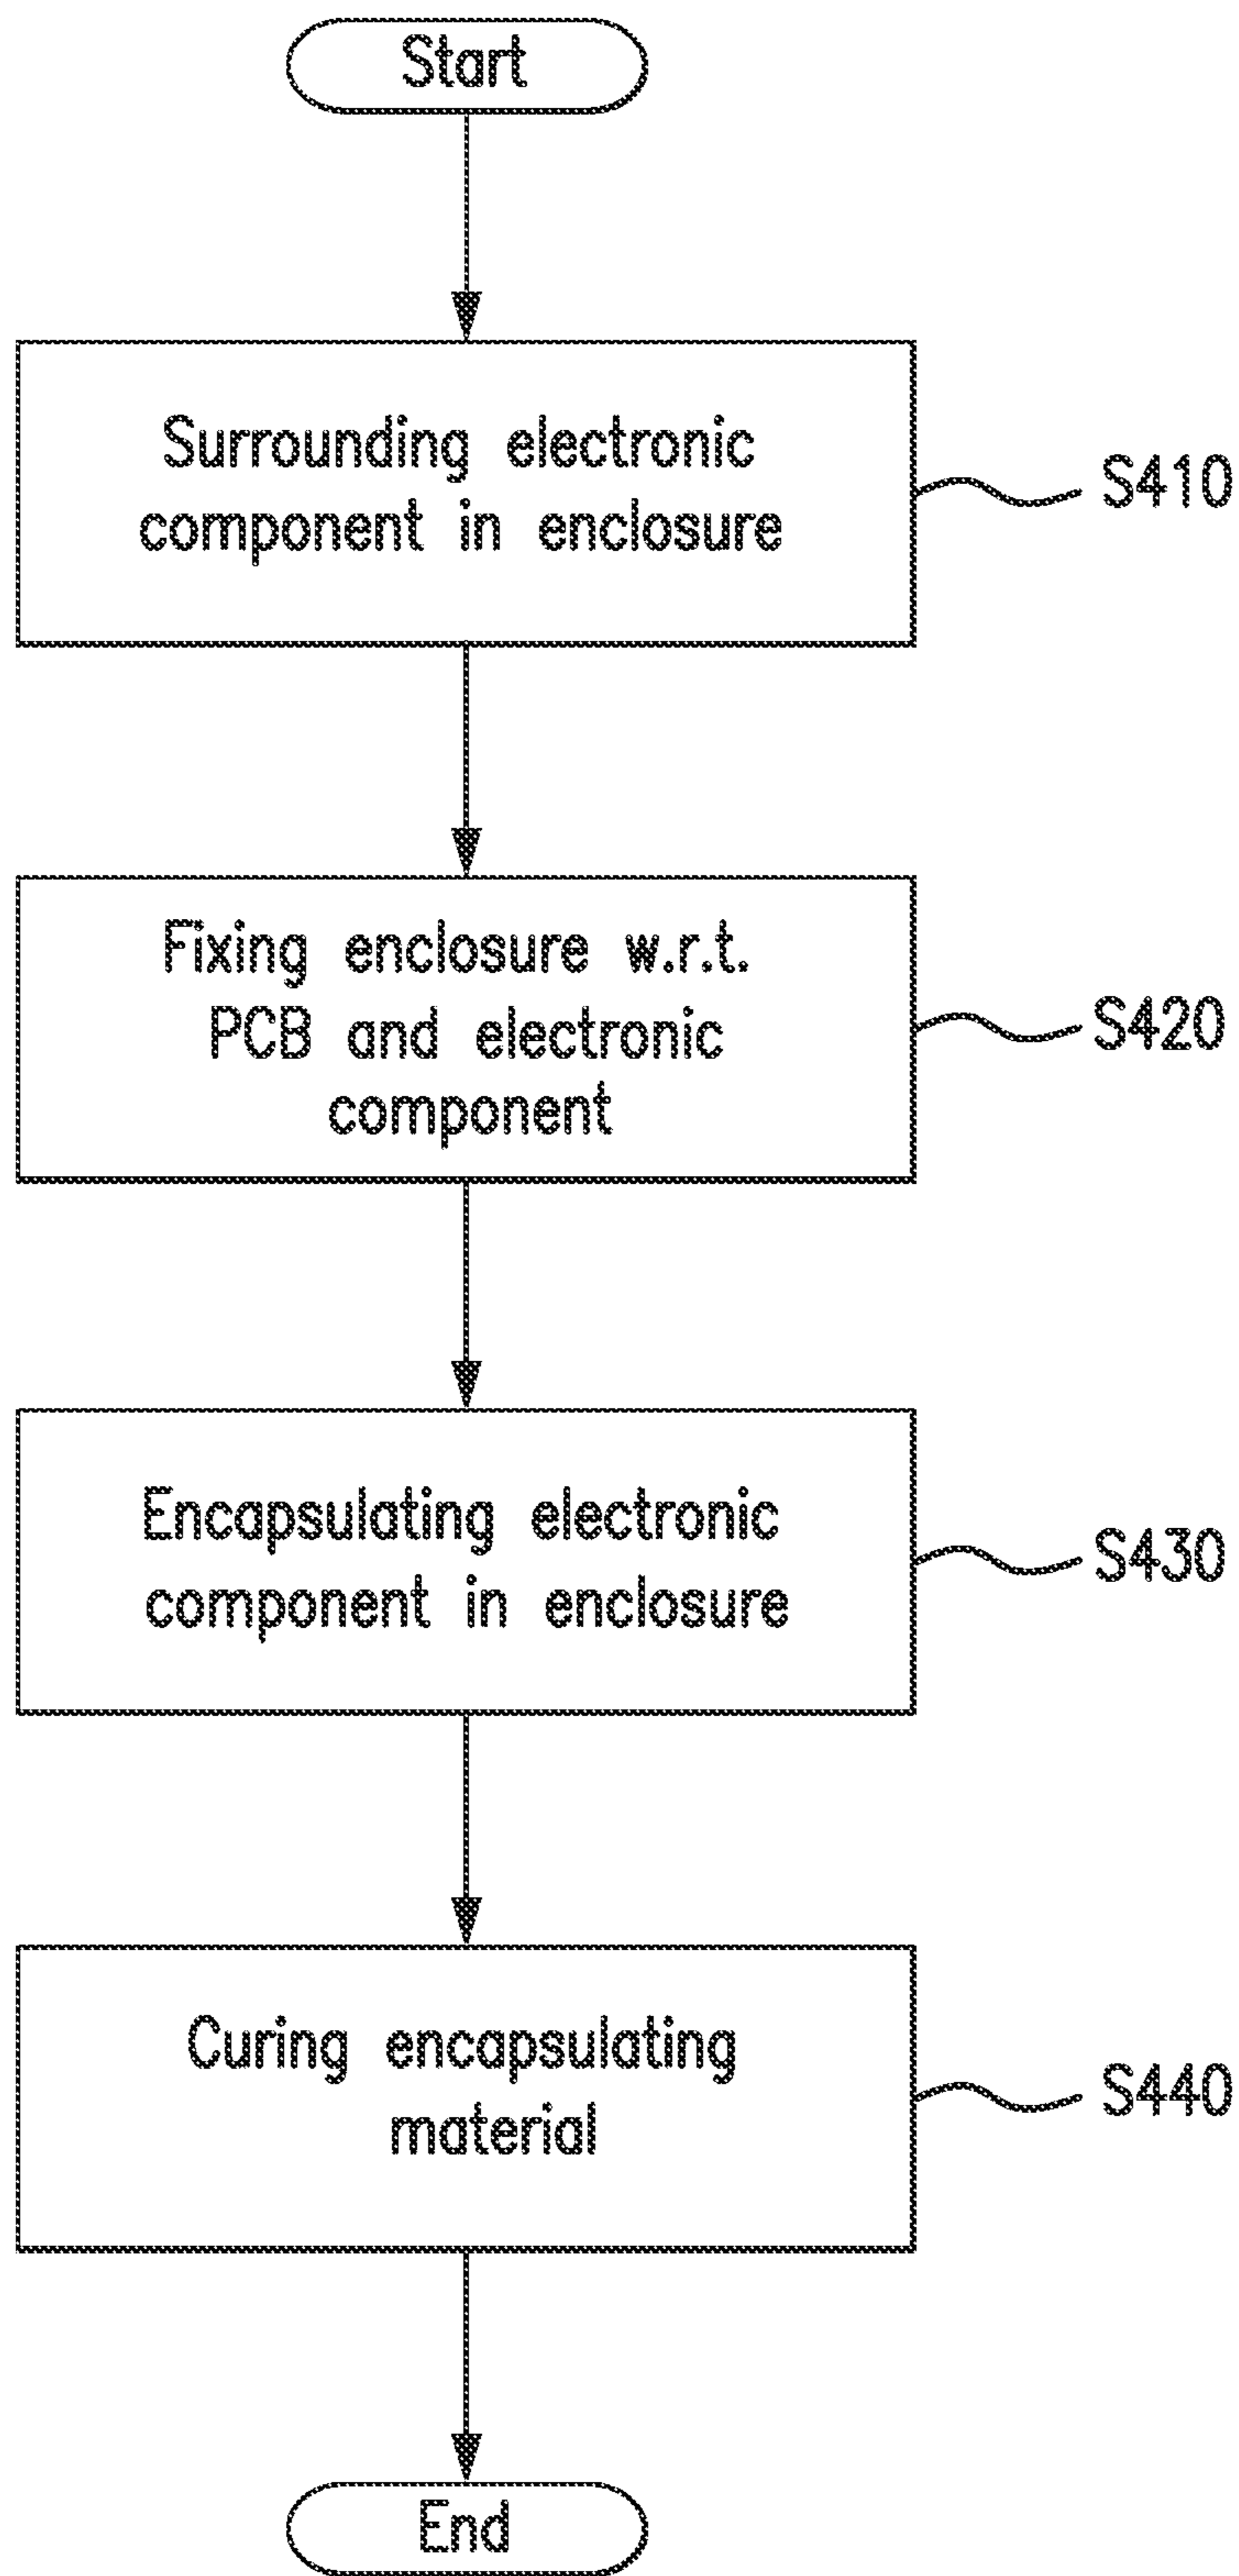 Start
Surrounding electronic
component in enclosure
S410
Fixing enclosure w.r.t.
PCB and electronic
component
S420
Encapsulating electronic
component in enclosure
S430
Curing encapsulating
material
S440
End